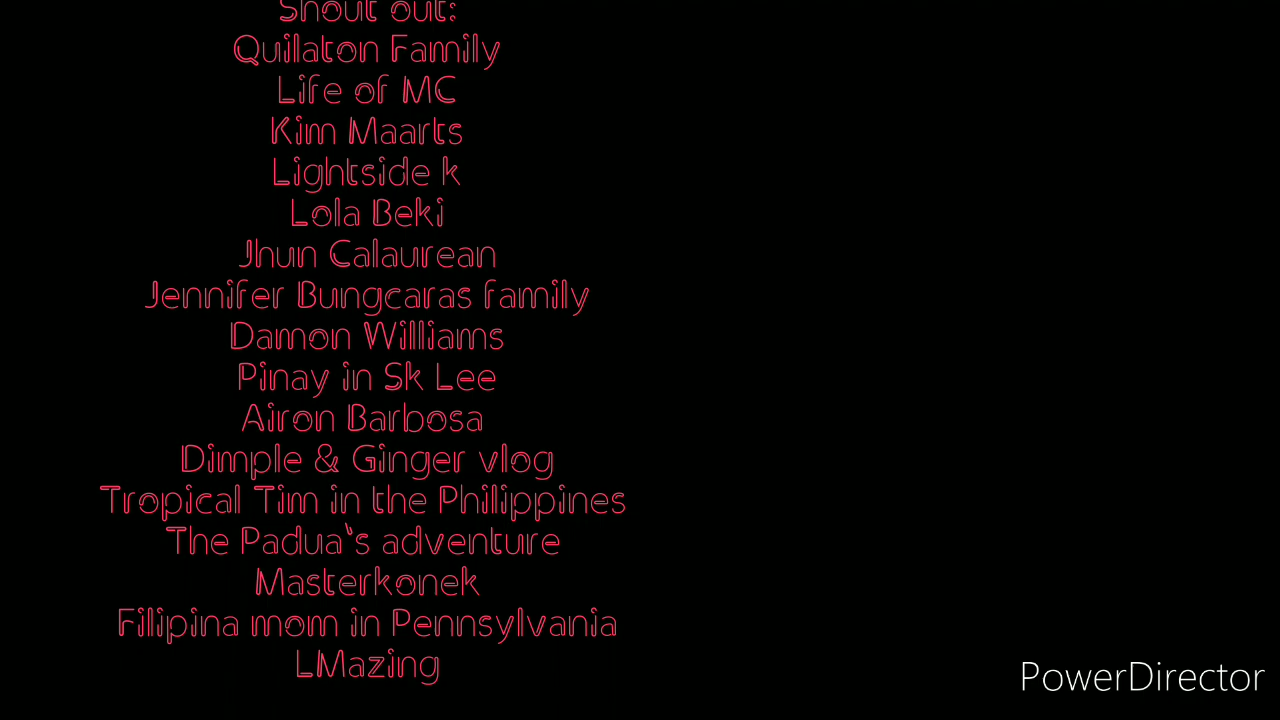 Shout out:
Quilaton Family
Life of MC
Kim Maarts
Lightside k
Lola Beki
Jhun Calaurean
Jennifer Bungcaras family
Damon Williams
Pinay in Sk Lee
Airon Barbosa
Dimple & Ginger vlog
Tropical Tim in the Philippines
The Padua`s adventure
Masterkonek
Filipina mom in Pennsylvania
LMazing
PowerDirector